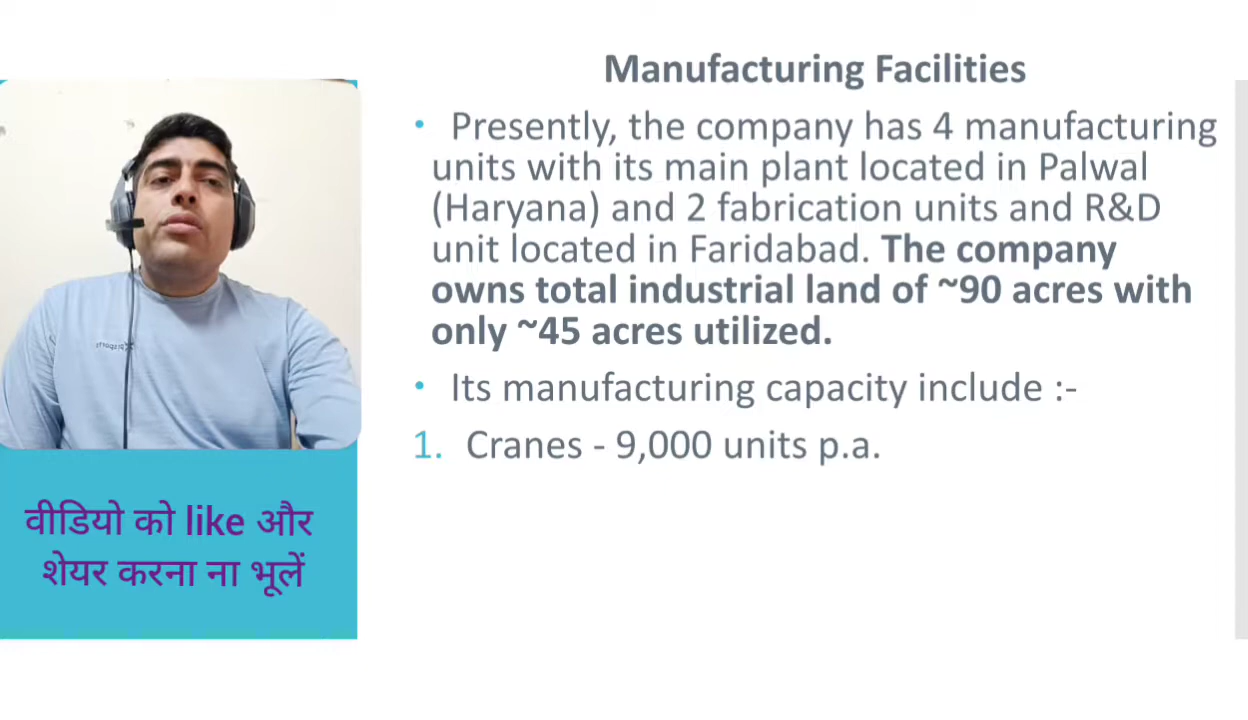 Manufacturing Facilities
• Presently, the company has 4 manufacturing
units with its main plant located in Palwal
(Haryana) and 2 fabrication units and R&D
unit located in Faridabad. The company
owns total industrial land of ~90 acres with
only ~45 acres utilized.
• Its manufacturing capacity include :-
1. Cranes - 9,000 units p.a.
वीडियो को like और
शेयर करना ना भूलें